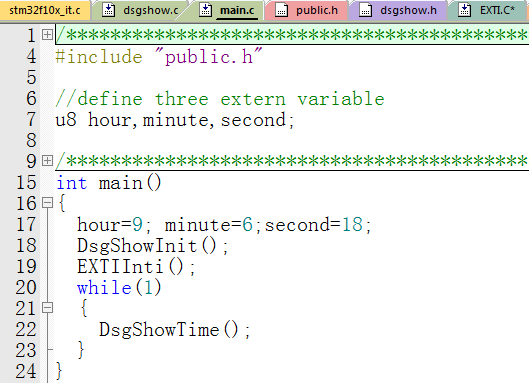 stm32f10x_it.c dsgshow.c main.c public.h dsgshow.h EXTI.C*
1 /*******************************************
4 #include "public.h"
5
6 //define three extern variable
7 u8 hour,minute,second;
8
9 /*******************************************
15 int main()
16 {
17 hour=9; minute=6;second=18;
18 DsgShowInit();
19 EXTIInti();
20 while(1)
21 {
22 DsgShowTime();
23 }
24 }